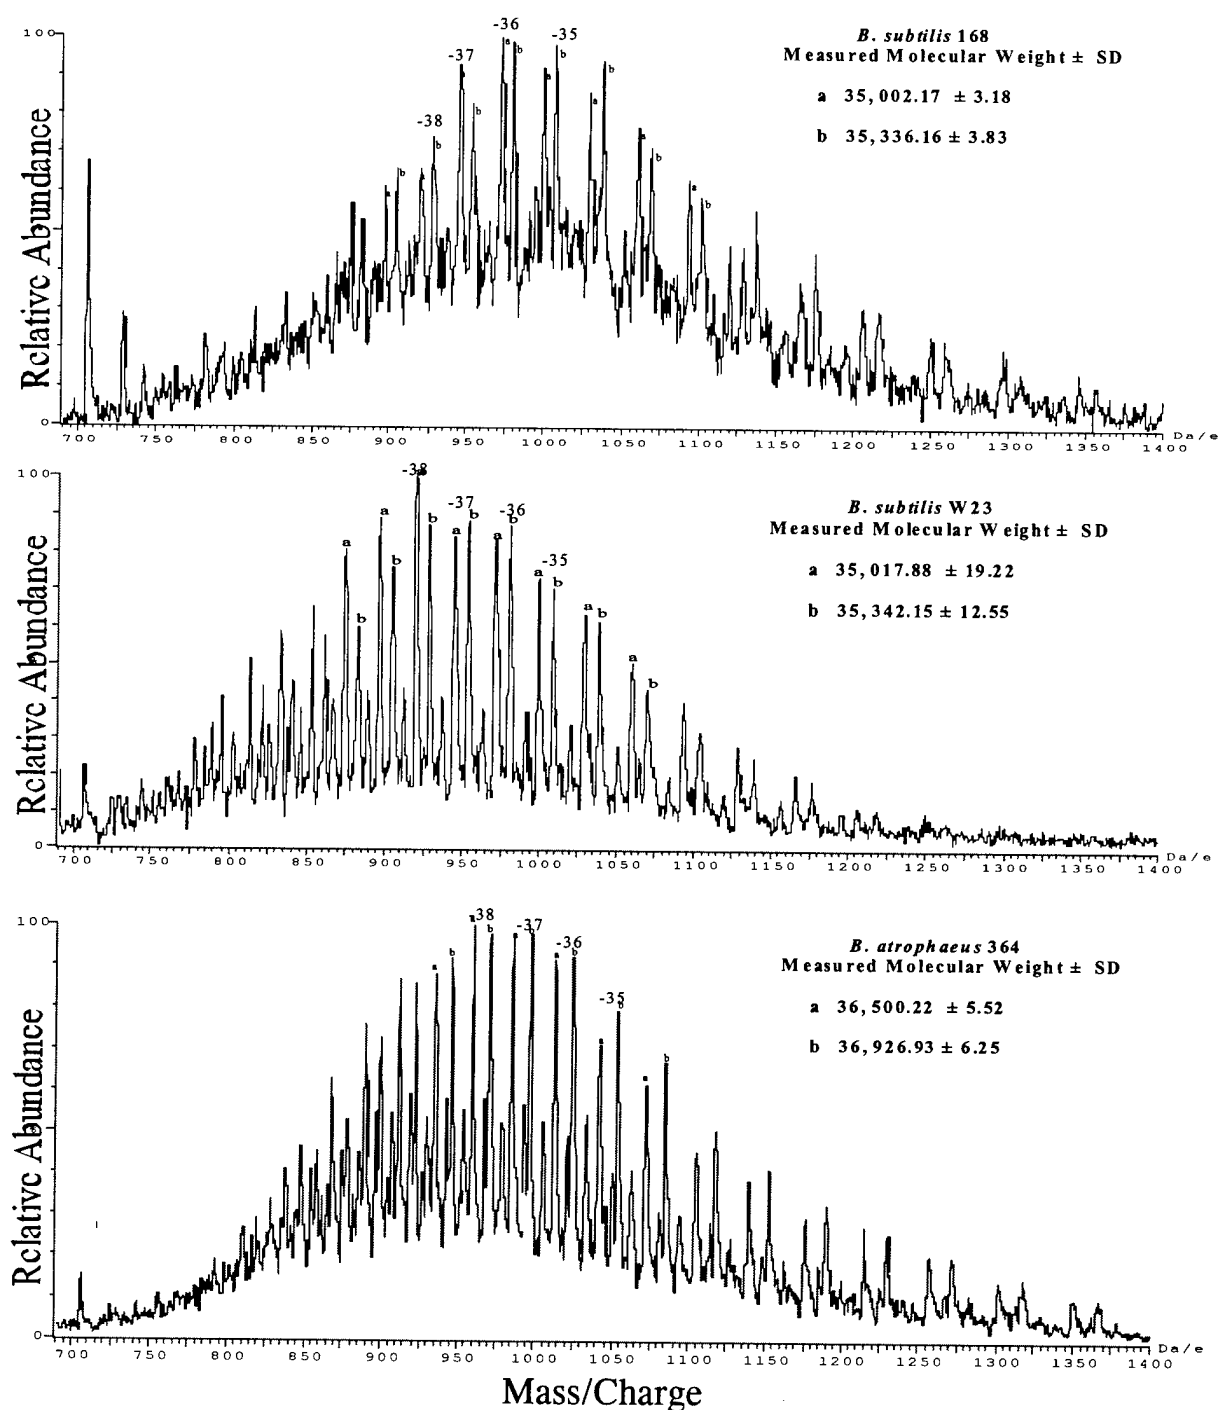 B. subtilis 168
Measured Molecular Weight ± SD
a 35,002.17 ± 3.18
b 35,336.16 ± 3.83
100
-38
-37
-36
-35
a b a b a b a b a b a b a b a b
Relative Abundance
0
700 750 800 850 900 950 1000 1050 1100 1150 1200 1250 1300 1350 1400 Da/e
B. subtilis W23
Measured Molecular Weight ± SD
a 35,017.88 ± 19.22
b 35,342.15 ± 12.55
100
-38
-37
-36
-35
a b a b a b a b a b a b a b a b
Relative Abundance
0
700 750 800 850 900 950 1000 1050 1100 1150 1200 1250 1300 1350 1400 Da/e
B. atrophaeus 364
Measured Molecular Weight ± SD
a 36,500.22 ± 5.52
b 36,926.93 ± 6.25
100
-38
-37
-36
-35
a b a b a b a b a b a b
Relative Abundance
0
700 750 800 850 900 950 1000 1050 1100 1150 1200 1250 1300 1350 1400 Da/e
Mass/Charge